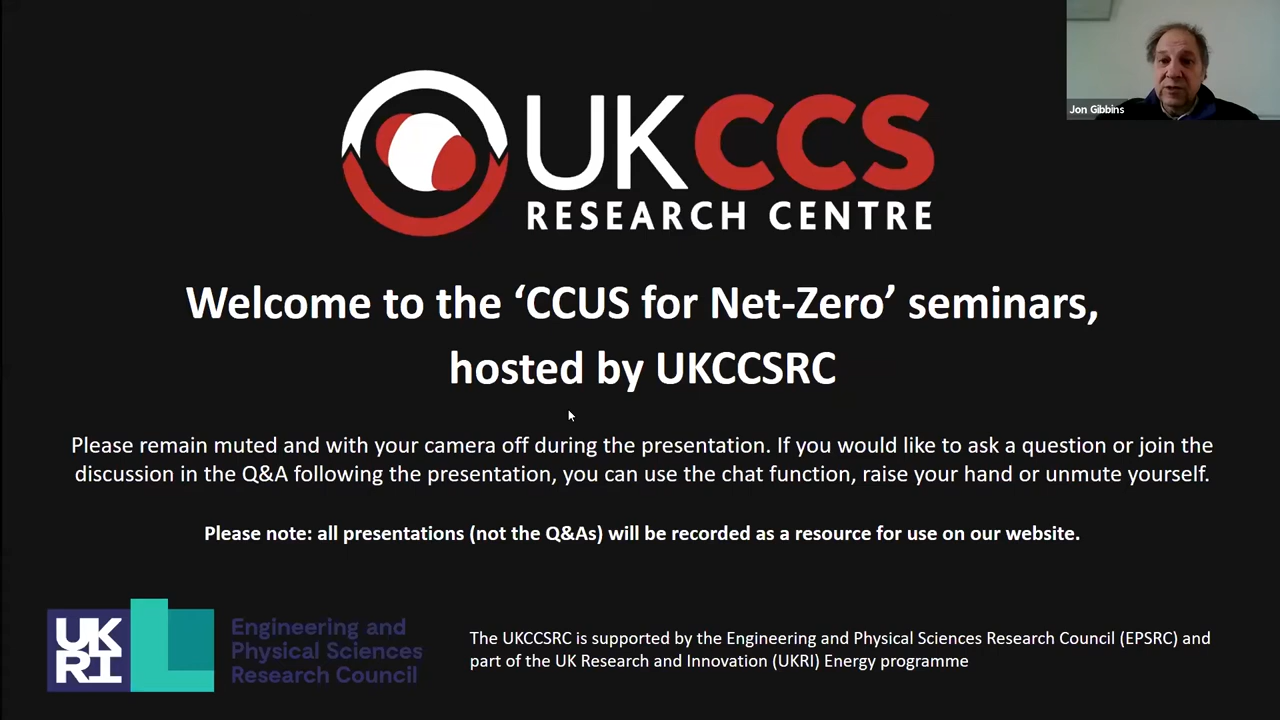 Jon Gibbins
UKCCS
RESEARCH CENTRE
Welcome to the ‘CCUS for Net-Zero’ seminars,
hosted by UKCCSRC
Please remain muted and with your camera off during the presentation. If you would like to ask a question or join the
discussion in the Q&A following the presentation, you can use the chat function, raise your hand or unmute yourself.
Please note: all presentations (not the Q&As) will be recorded as a resource for use on our website.
UK
RI
Engineering and
Physical Sciences
Research Council
The UKCCSRC is supported by the Engineering and Physical Sciences Research Council (EPSRC) and
part of the UK Research and Innovation (UKRI) Energy programme